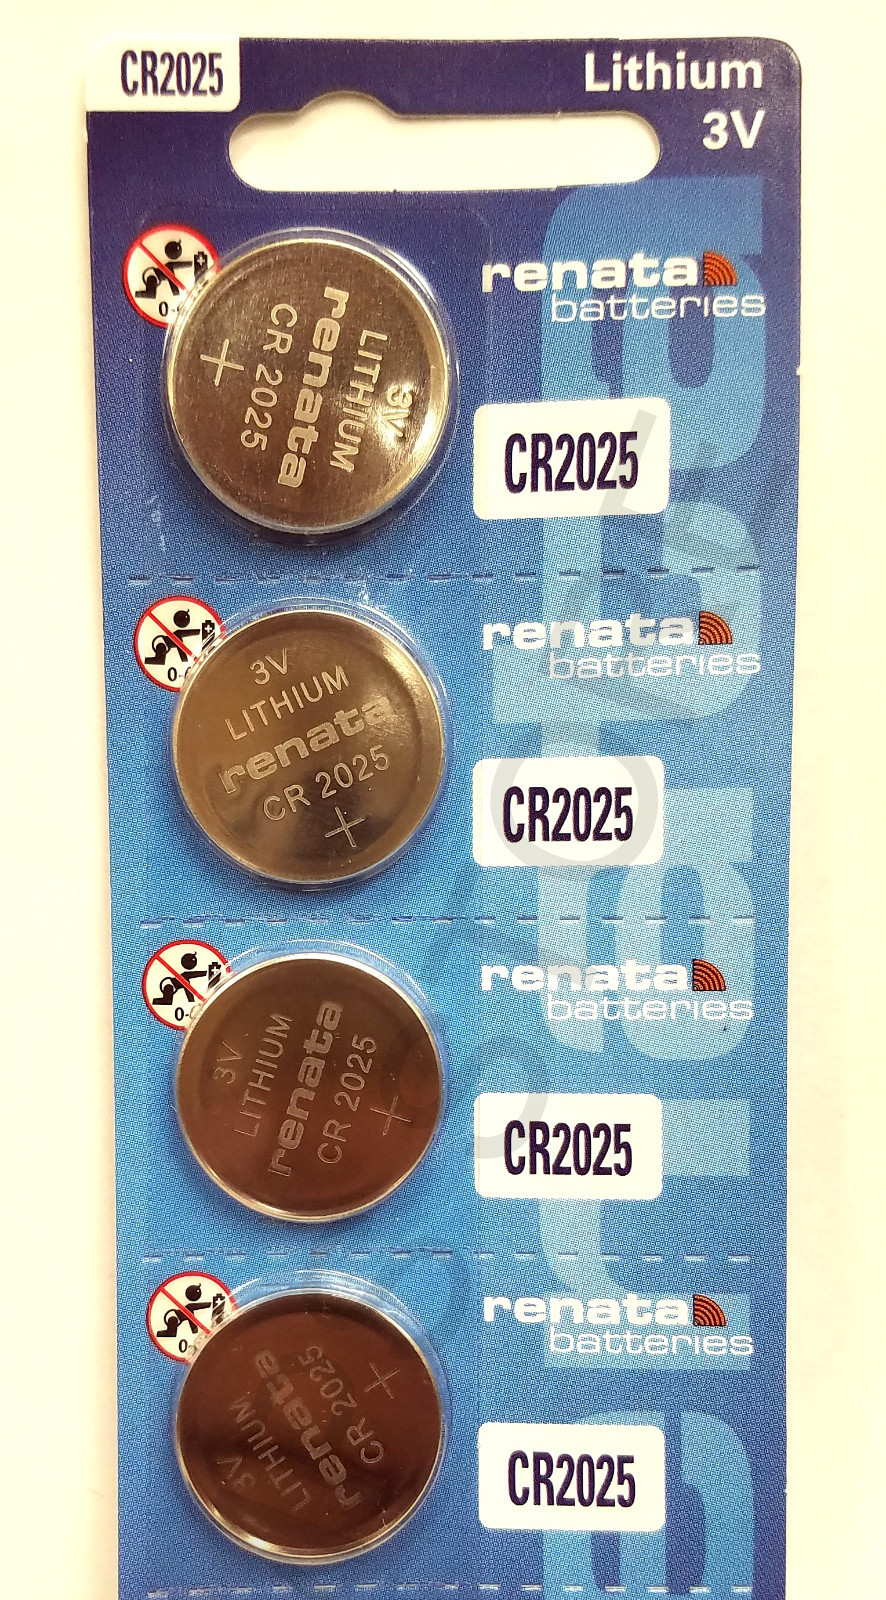 CR2025
Lithium
3V
renata
batteries
3V
LITHIUM
renata
CR 2025
+
CR2025
renata
batteries
3V
LITHIUM
renata
CR 2025
+
CR2025
renata
batteries
3V
LITHIUM
renata
CR 2025
+
CR2025
renata
batteries
3V
LITHIUM
renata
CR 2025
+
CR2025